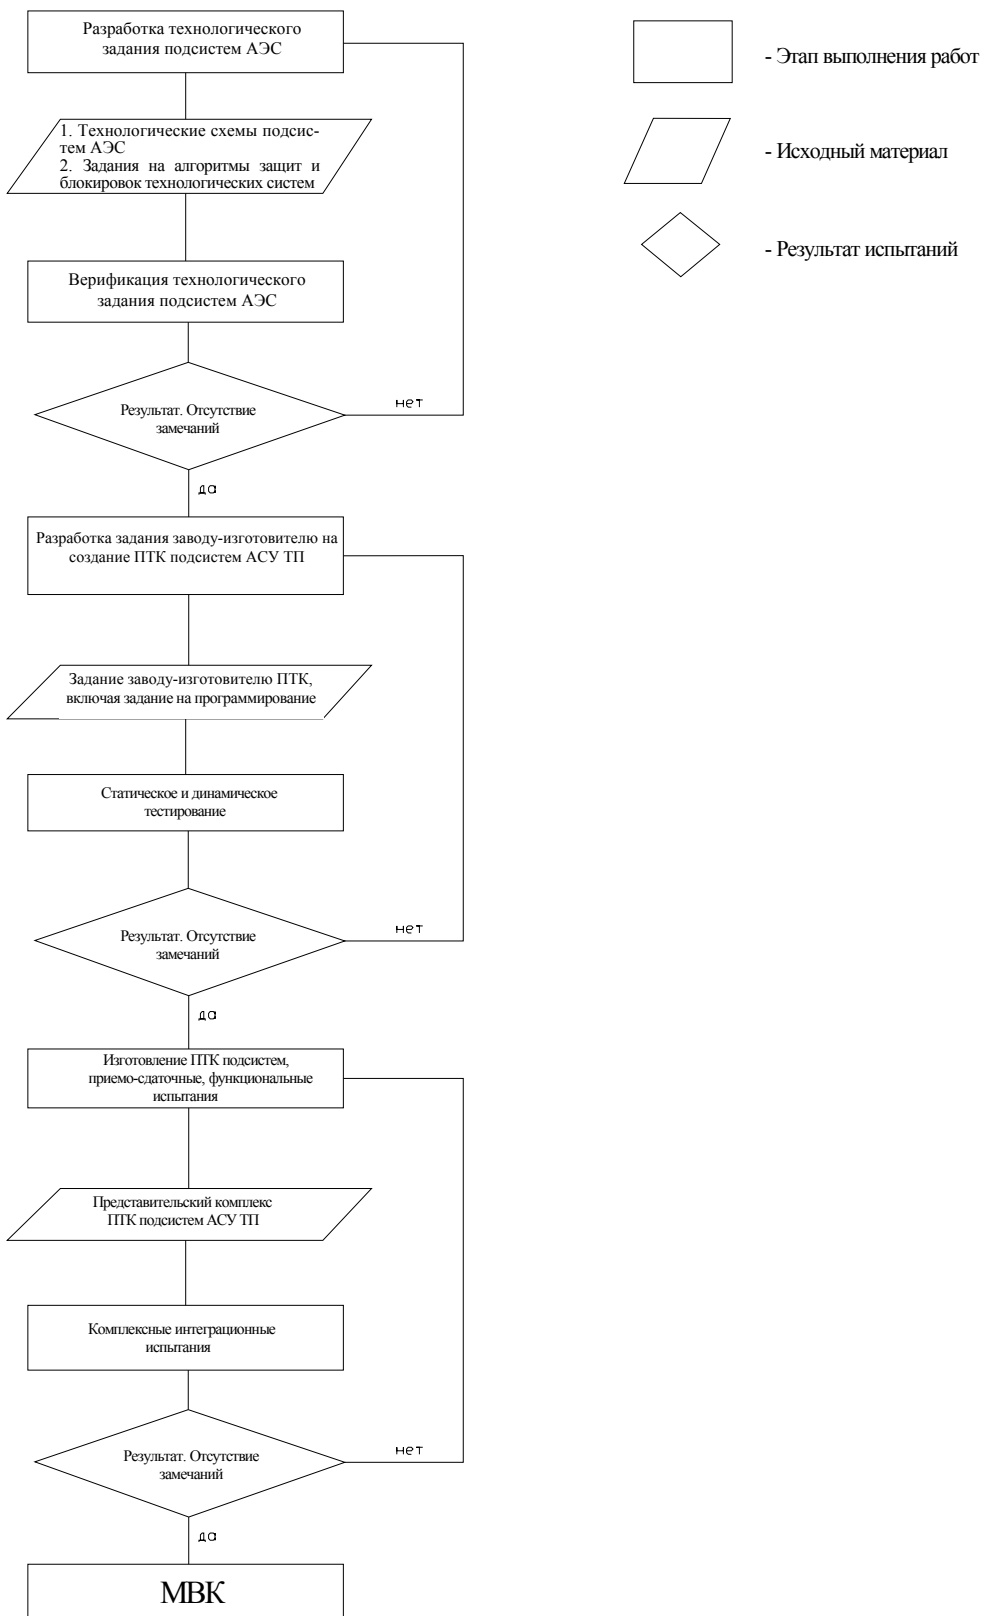 Разработка технологического
задания подсистем АЭС
- Этап выполнения работ
1. Технологические схемы подсис-
тем АЭС
2. Задания на алгоритмы защит и
блокировок технологических систем
- Исходный материал
- Результат испытаний
Верификация технологического
задания подсистем АЭС
Результат. Отсутствие
замечаний
нет
да
Разработка задания заводу-изготовителю на
создание ПТК подсистем АСУ ТП
Задание заводу-изготовителю ПТК,
включая задание на программирование
Статическое и динамическое
тестирование
Результат. Отсутствие
замечаний
нет
да
Изготовление ПТК подсистем,
приемо-сдаточные, функциональные
испытания
Представительский комплекс
ПТК подсистем АСУ ТП
Комплексные интеграционные
испытания
Результат. Отсутствие
замечаний
нет
да
МВК